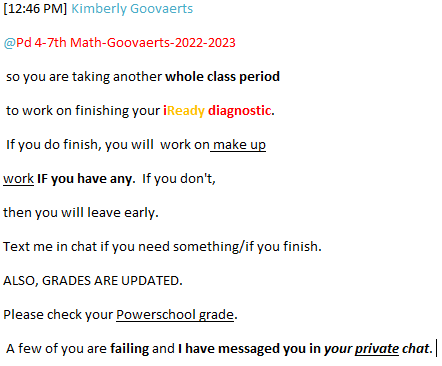 [12:46 PM] Kimberly Goovaerts
@Pd 4-7th Math-Goovaerts-2022-2023
so you are taking another whole class period
to work on finishing your iReady diagnostic.
If you do finish, you will  work on make up
work IF you have any.  If you don't,
then you will leave early.
Text me in chat if you need something/if you finish.
ALSO, GRADES ARE UPDATED.
Please check your Powerschool grade.
A few of you are failing and I have messaged you in your private chat.